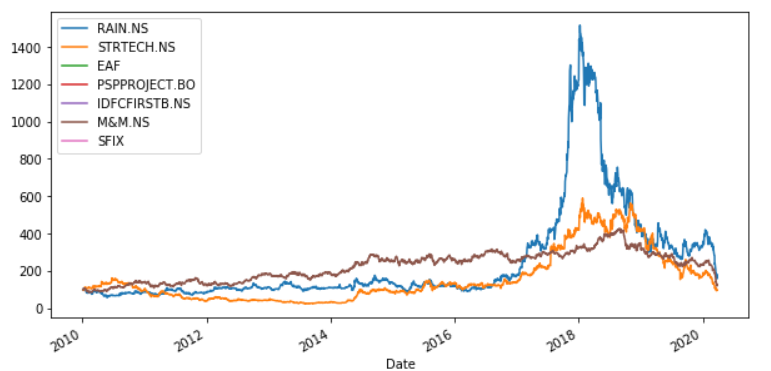 RAIN.NS
STRTECH.NS
EAF
PSPPROJECT.BO
IDFCFIRSTB.NS
M&M.NS
SFIX
1400
1200
1000
800
600
400
200
0
2010 2012 2014 2016 2018 2020
Date